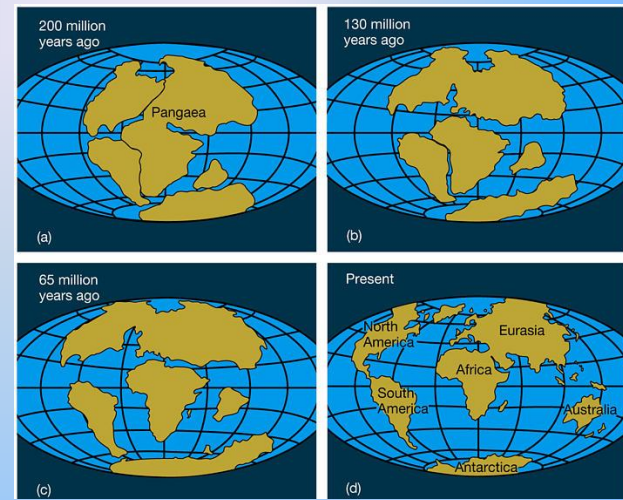 200 million
years ago
Pangaea
(a)
130 million
years ago
(b)
65 million
years ago
(c)
Present
North
America
Eurasia
Africa
South
America
Australia
Antarctica
(d)